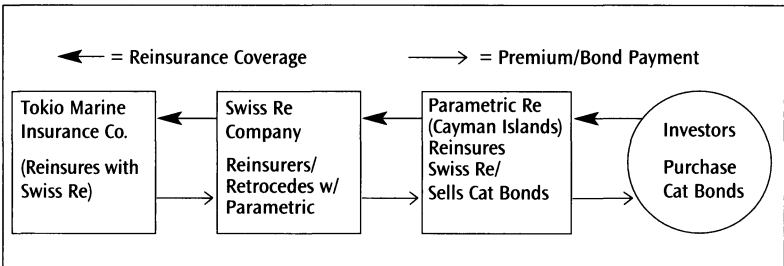 = Reinsurance Coverage
= Premium/Bond Payment
Tokio Marine
Insurance Co.
(Reinsures with
Swiss Re)
Swiss Re
Company
Reinsurers/
Retrocedes w/
Parametric
Parametric Re
(Cayman Islands)
Reinsures
Swiss Re/
Sells Cat Bonds
Investors
Purchase
Cat Bonds